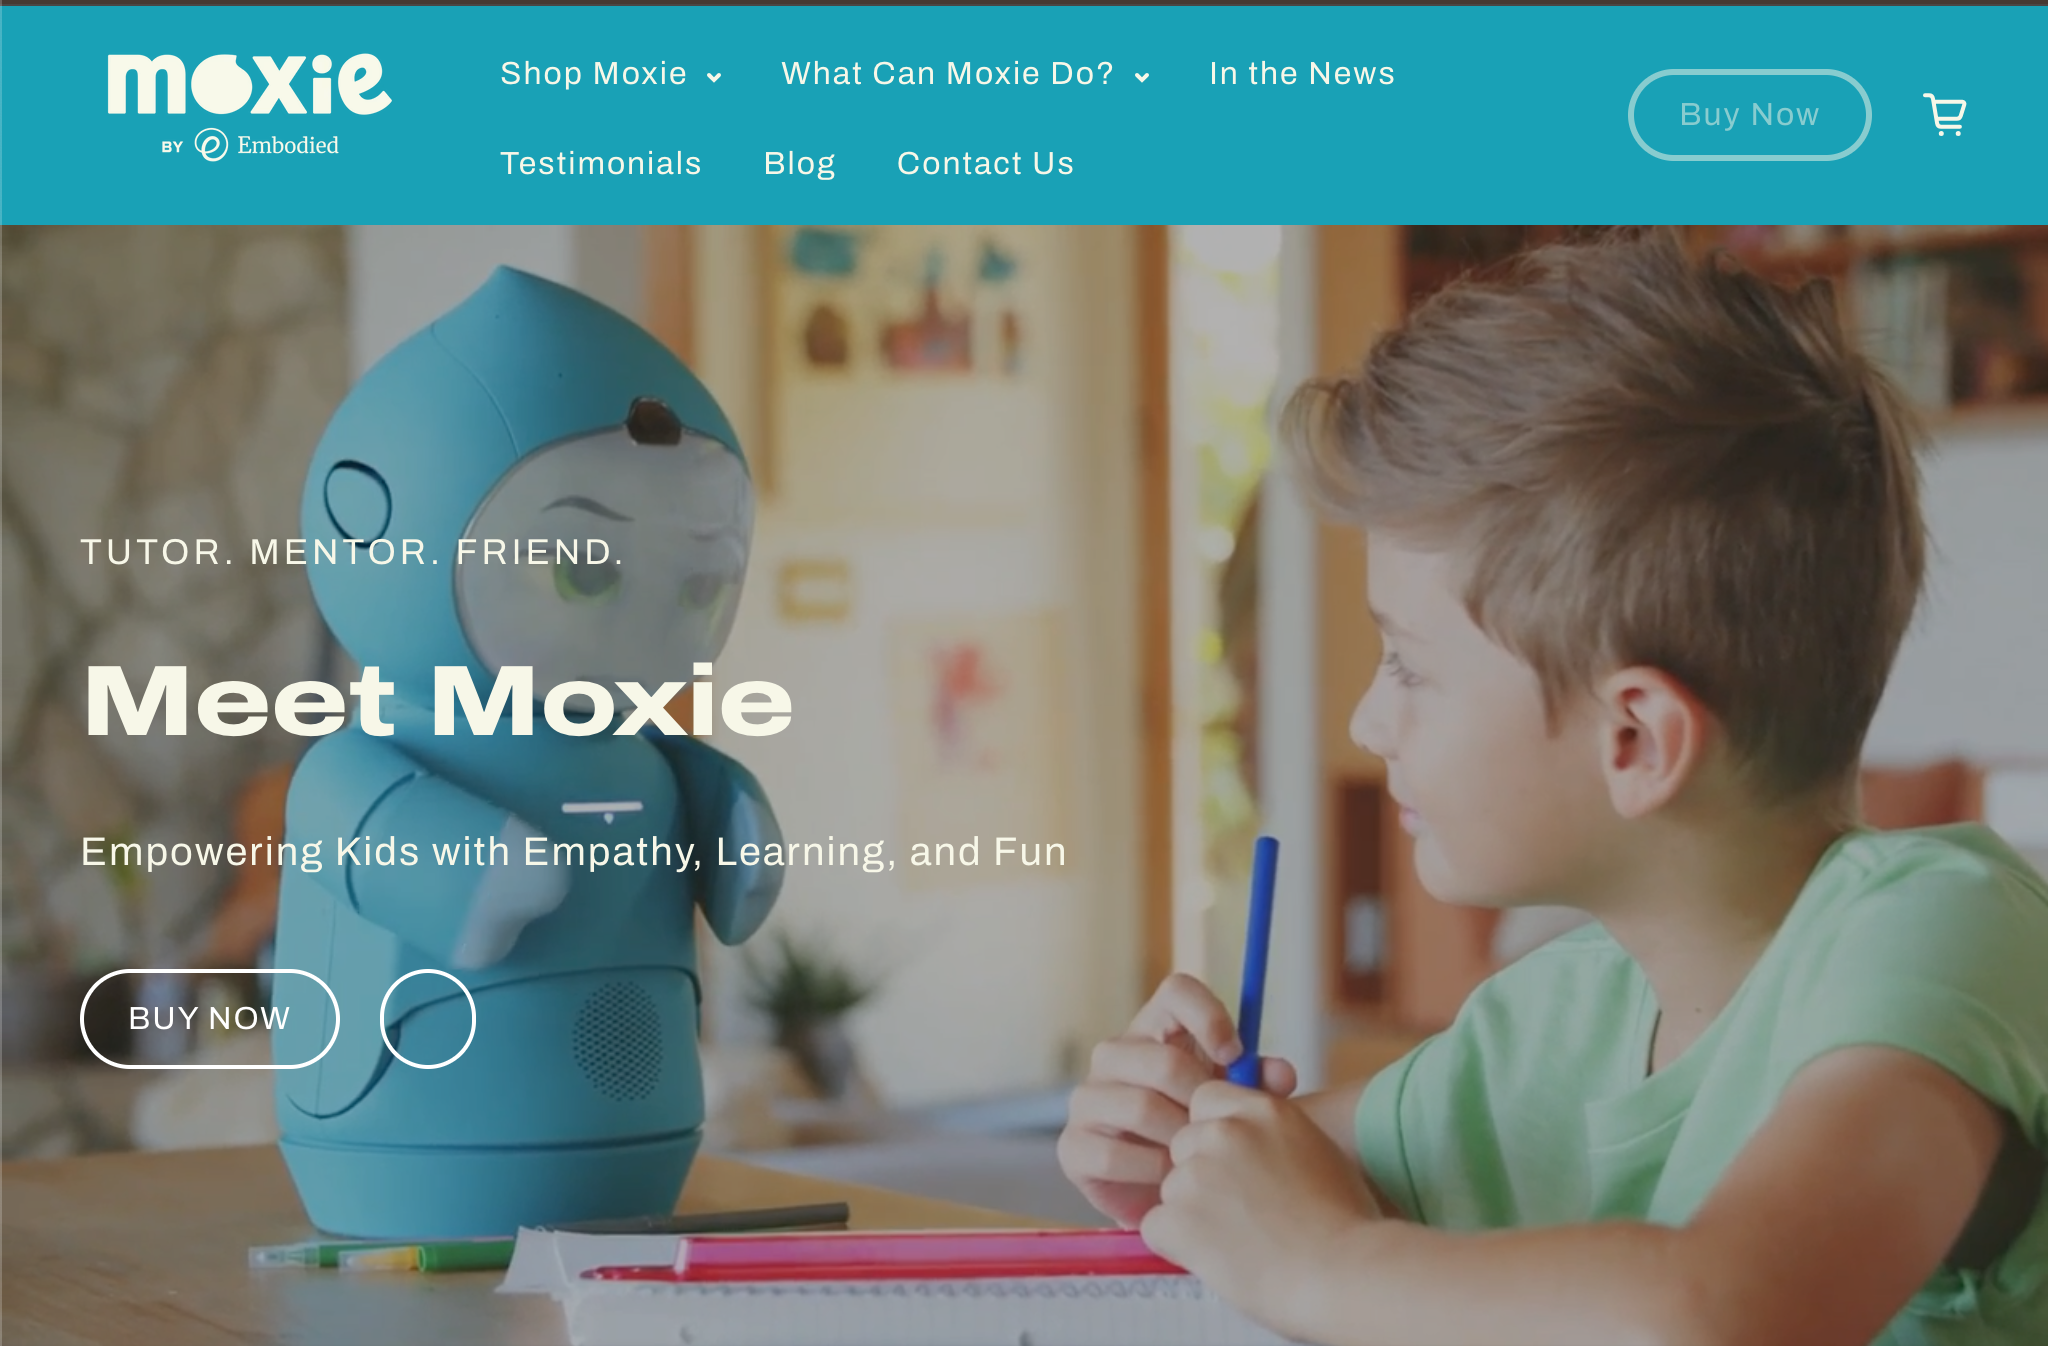 moxie
BY Embodied
Shop Moxie What Can Moxie Do? In the News
Testimonials Blog Contact Us
Buy Now
TUTOR. MENTOR. FRIEND.
Meet Moxie
Empowering Kids with Empathy, Learning, and Fun
BUY NOW